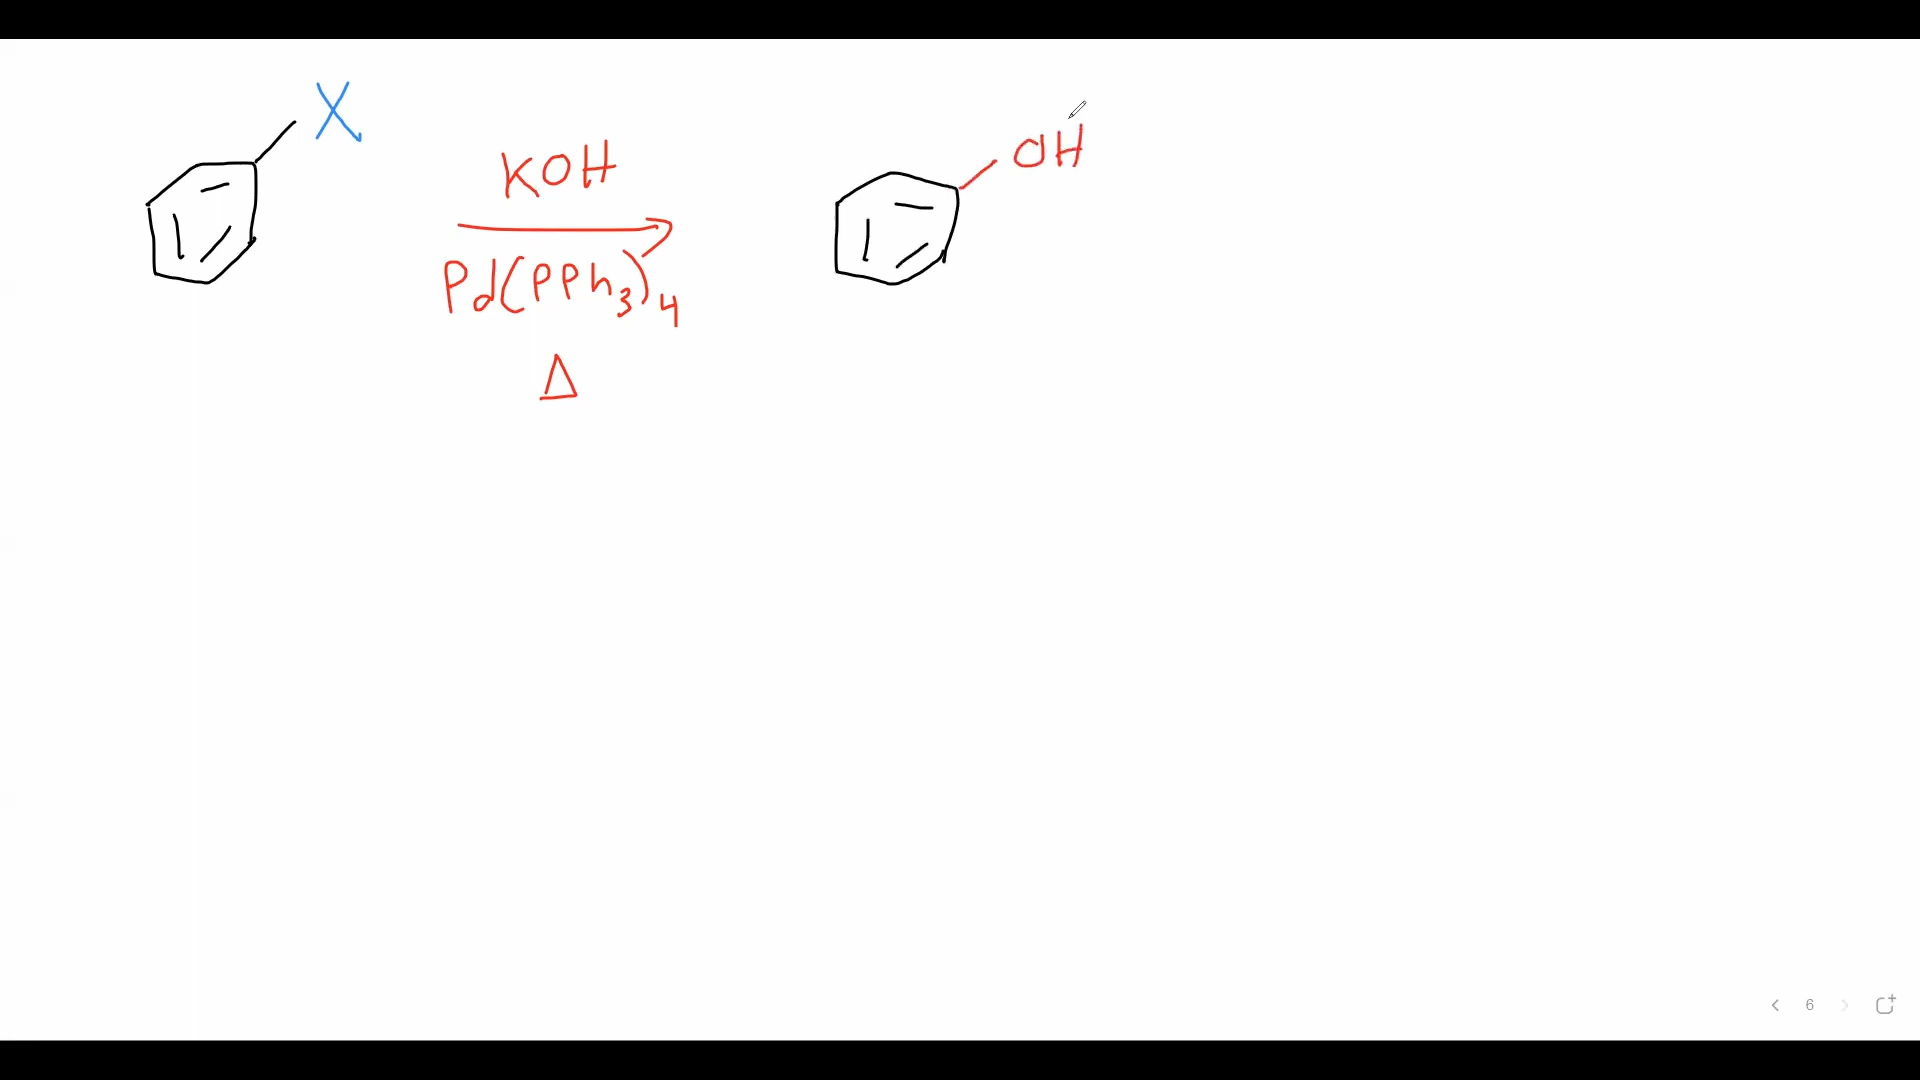 X
KOH
Pd(PPh₃)₄
Δ
OH
6